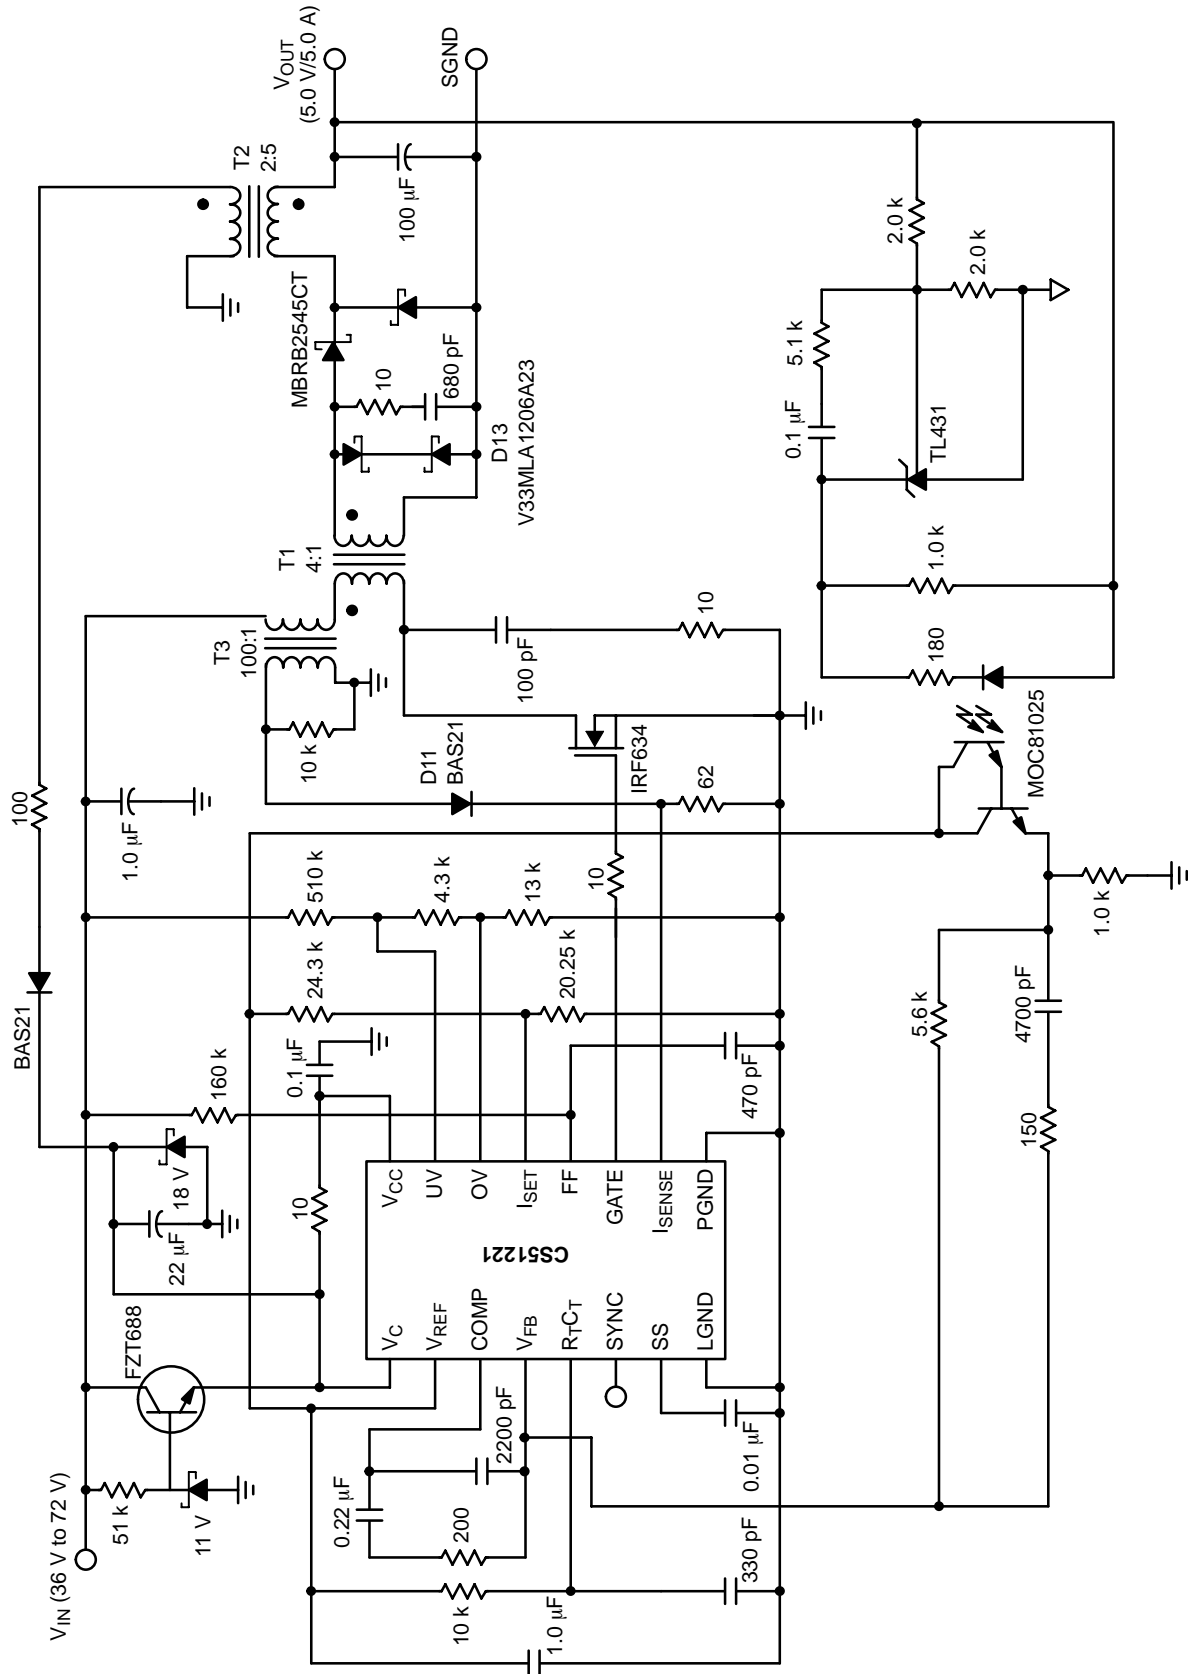 VIN (36 V to 72 V)
51 k
11 V
FZT688
22 µF
18 V
BAS21
100
160 k
10
0.1 µF
24.3 k
510 k
4.3 k
13 k
20.25 k
1.0 µF
T3
100:1
10 k
D11
BAS21
T1
4:1
T2
2:5
VOUT
(5.0 V/5.0 A)
SGND
100 µF
MBRB2545CT
10
680 pF
D13
V33MLA1206A23
100 pF
10
IRF634
62
10
470 pF
VC
VREF
COMP
VFB
RTCT
SYNC
SS
LGND
CS51221
VCC
UV
OV
ISET
FF
GATE
ISENSE
PGND
0.22 µF
2200 pF
200
10 k
1.0 µF
330 pF
0.01 µF
5.6 k
4700 pF
150
1.0 k
MOC81025
180
1.0 k
TL431
0.1 µF
5.1 k
2.0 k
2.0 k